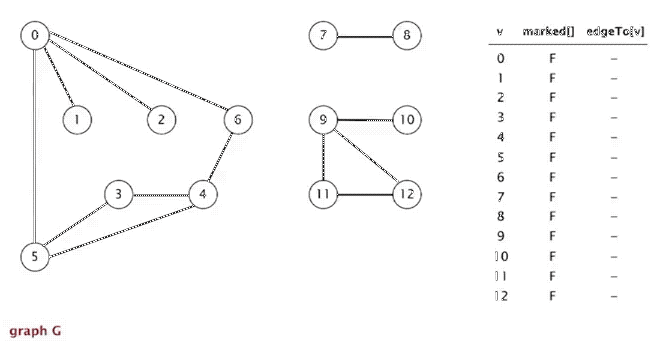 0
7 8
1 2 6 9 10
3 4 11 12
5
graph G
v marked[] edgeTo[v]
0 F –
1 F –
2 F –
3 F –
4 F –
5 F –
6 F –
7 F –
8 F –
9 F –
10 F –
11 F –
12 F –